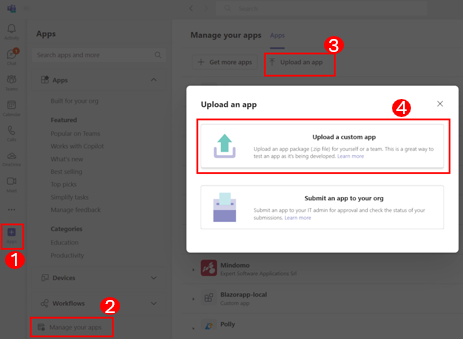 Search
Apps
Search apps and more
Apps
Built for your org
Featured
Popular on Teams
Works with Copilot
What's new
Best selling
Top picks
Simplify tasks
Manage feedback
Categories
Education
Productivity
Devices
Workflows
Manage your apps
1
2
Manage your apps Apps
3
Get more apps
Upload an app
4
Upload an app
Upload a custom app
Upload an app package (.zip file) for yourself or a team. This is a great way to
test an app as it's being developed. Learn more
Submit an app to your org
Submit an app to your IT admin for approval and check the status of your
submissions. Learn more
Mindomo
Expert Software Applications Srl
Blazorapp-local
Custom app
Polly